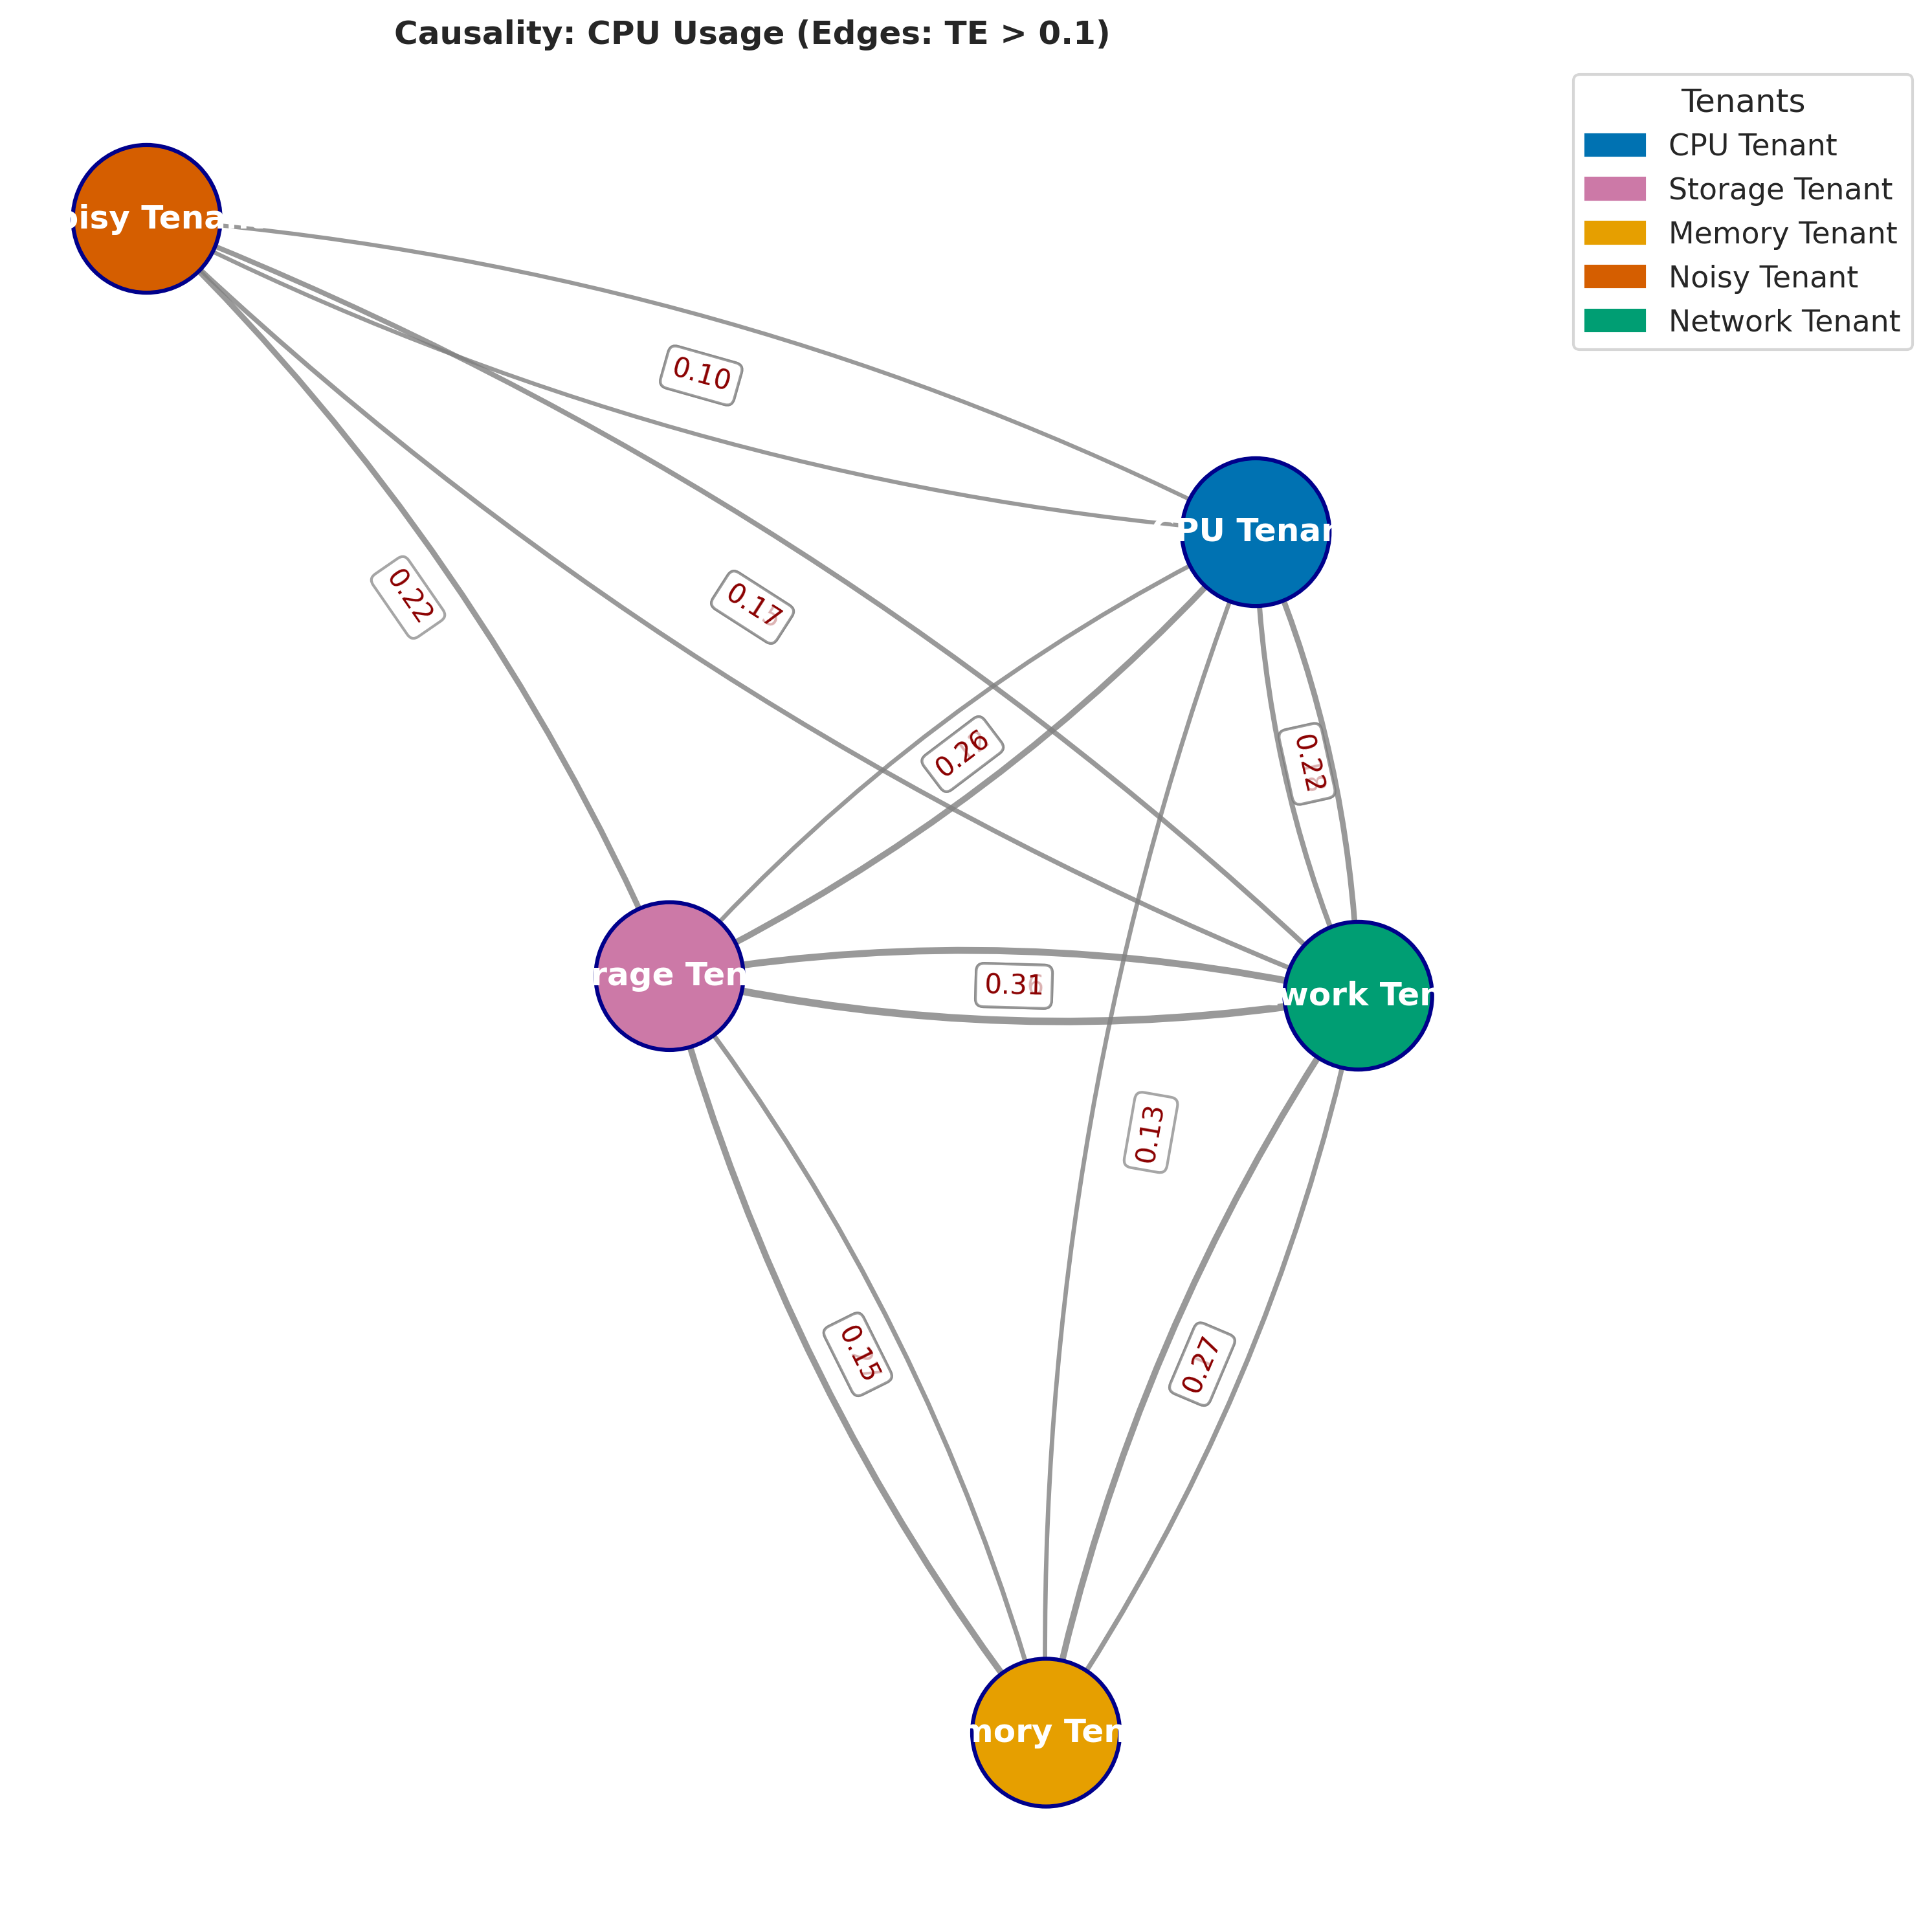 Causality: CPU Usage (Edges: TE > 0.1)
Tenants
CPU Tenant
Storage Tenant
Memory Tenant
Noisy Tenant
Network Tenant
oisy Tena
0.10
PU Tenan
0.22
0.17
0.26
0.22
rage Ten
0.31
work Ten
0.13
0.15
0.27
mory Ten